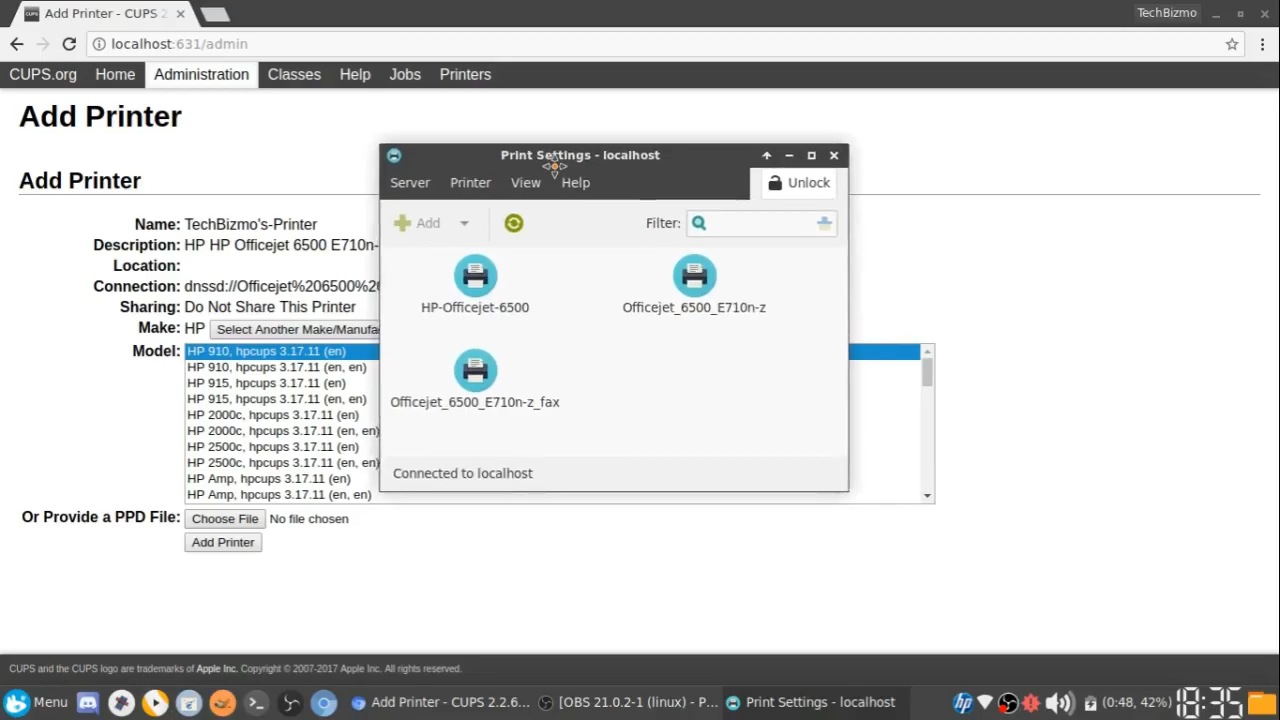 Add Printer - CUPS 2
TechBizmo
localhost:631/admin
CUPS.org Home Administration Classes Help Jobs Printers
Add Printer
Add Printer
Name: TechBizmo's-Printer
Description: HP HP Officejet 6500 E710n-
Location:
Connection: dnssd://Officejet%206500%2
Sharing: Do Not Share This Printer
Make: HP Select Another Make/Manufa
Model: HP 910, hpcups 3.17.11 (en)
HP 910, hpcups 3.17.11 (en, en)
HP 915, hpcups 3.17.11 (en)
HP 915, hpcups 3.17.11 (en, en)
HP 2000c, hpcups 3.17.11 (en)
HP 2000c, hpcups 3.17.11 (en, en)
HP 2500c, hpcups 3.17.11 (en)
HP 2500c, hpcups 3.17.11 (en, en)
HP Amp, hpcups 3.17.11 (en)
HP Amp, hpcups 3.17.11 (en, en)
Or Provide a PPD File: Choose File No file chosen
Add Printer
Print Settings - localhost
Server Printer View Help Unlock
Add Filter:
HP-Officejet-6500 Officejet_6500_E710n-z
Officejet_6500_E710n-z_fax
Connected to localhost
CUPS and the CUPS logo are trademarks of Apple Inc. Copyright © 2007-2017 Apple Inc. All rights reserved.
Menu Add Printer - CUPS 2.2.6... [OBS 21.0.2-1 (linux) - P... Print Settings - localhost hp (0:48, 42%) 18:35